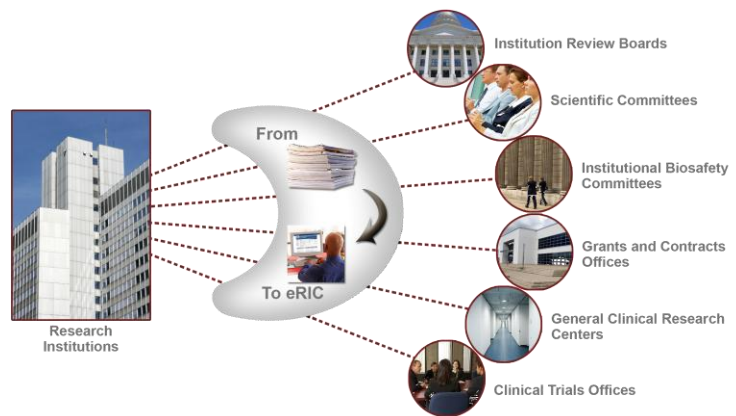 Institution Review Boards
Scientific Committees
From
Institutional Biosafety
Committees
Grants and Contracts
Offices
To eRIC
General Clinical Research
Centers
Research
Institutions
Clinical Trials Offices